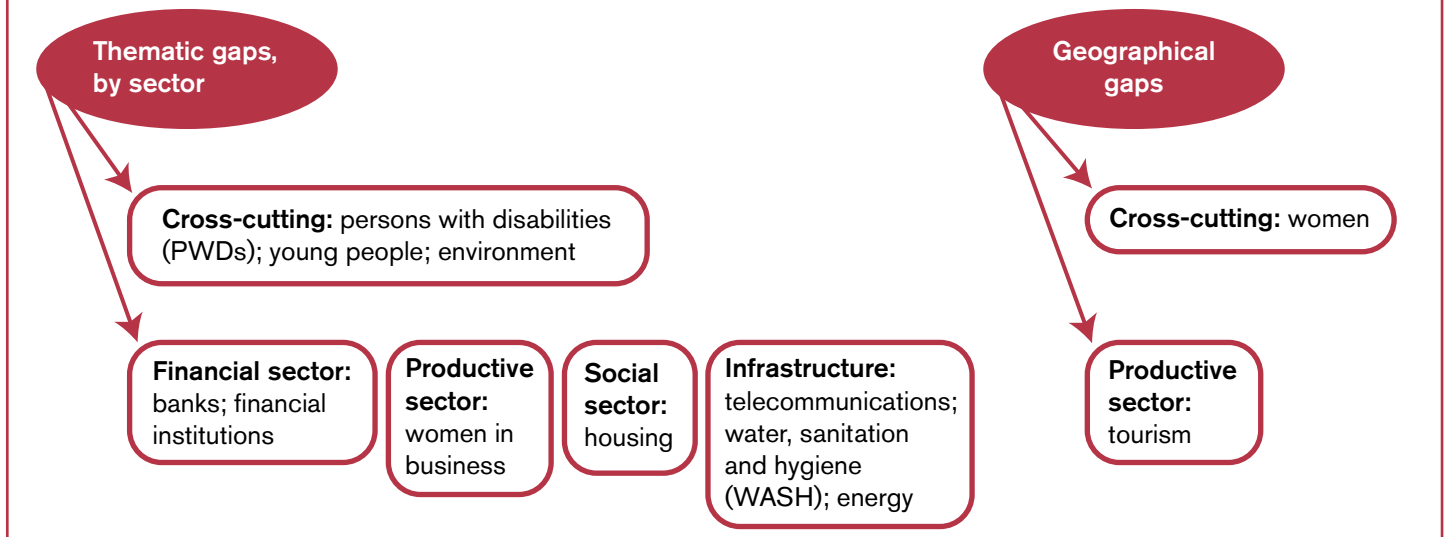 Thematic gaps,
by sector
Geographical
gaps
Cross-cutting: persons with disabilities
(PWDs); young people; environment
Cross-cutting: women
Financial sector:
banks; financial
institutions
Productive
sector:
women in
business
Social
sector:
housing
Infrastructure:
telecommunications;
water, sanitation
and hygiene
(WASH); energy
Productive
sector:
tourism